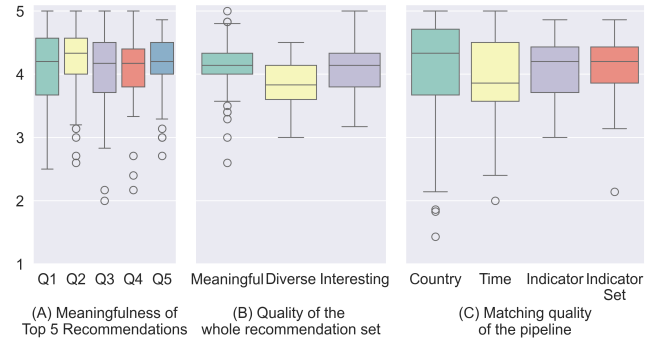 5
4
3
2
1
Q1 Q2 Q3 Q4 Q5
Meaningful Diverse Interesting
Country Time Indicator Indicator Set
(A) Meaningfulness of
Top 5 Recommendations
(B) Quality of the
whole recommendation set
(C) Matching quality
of the pipeline